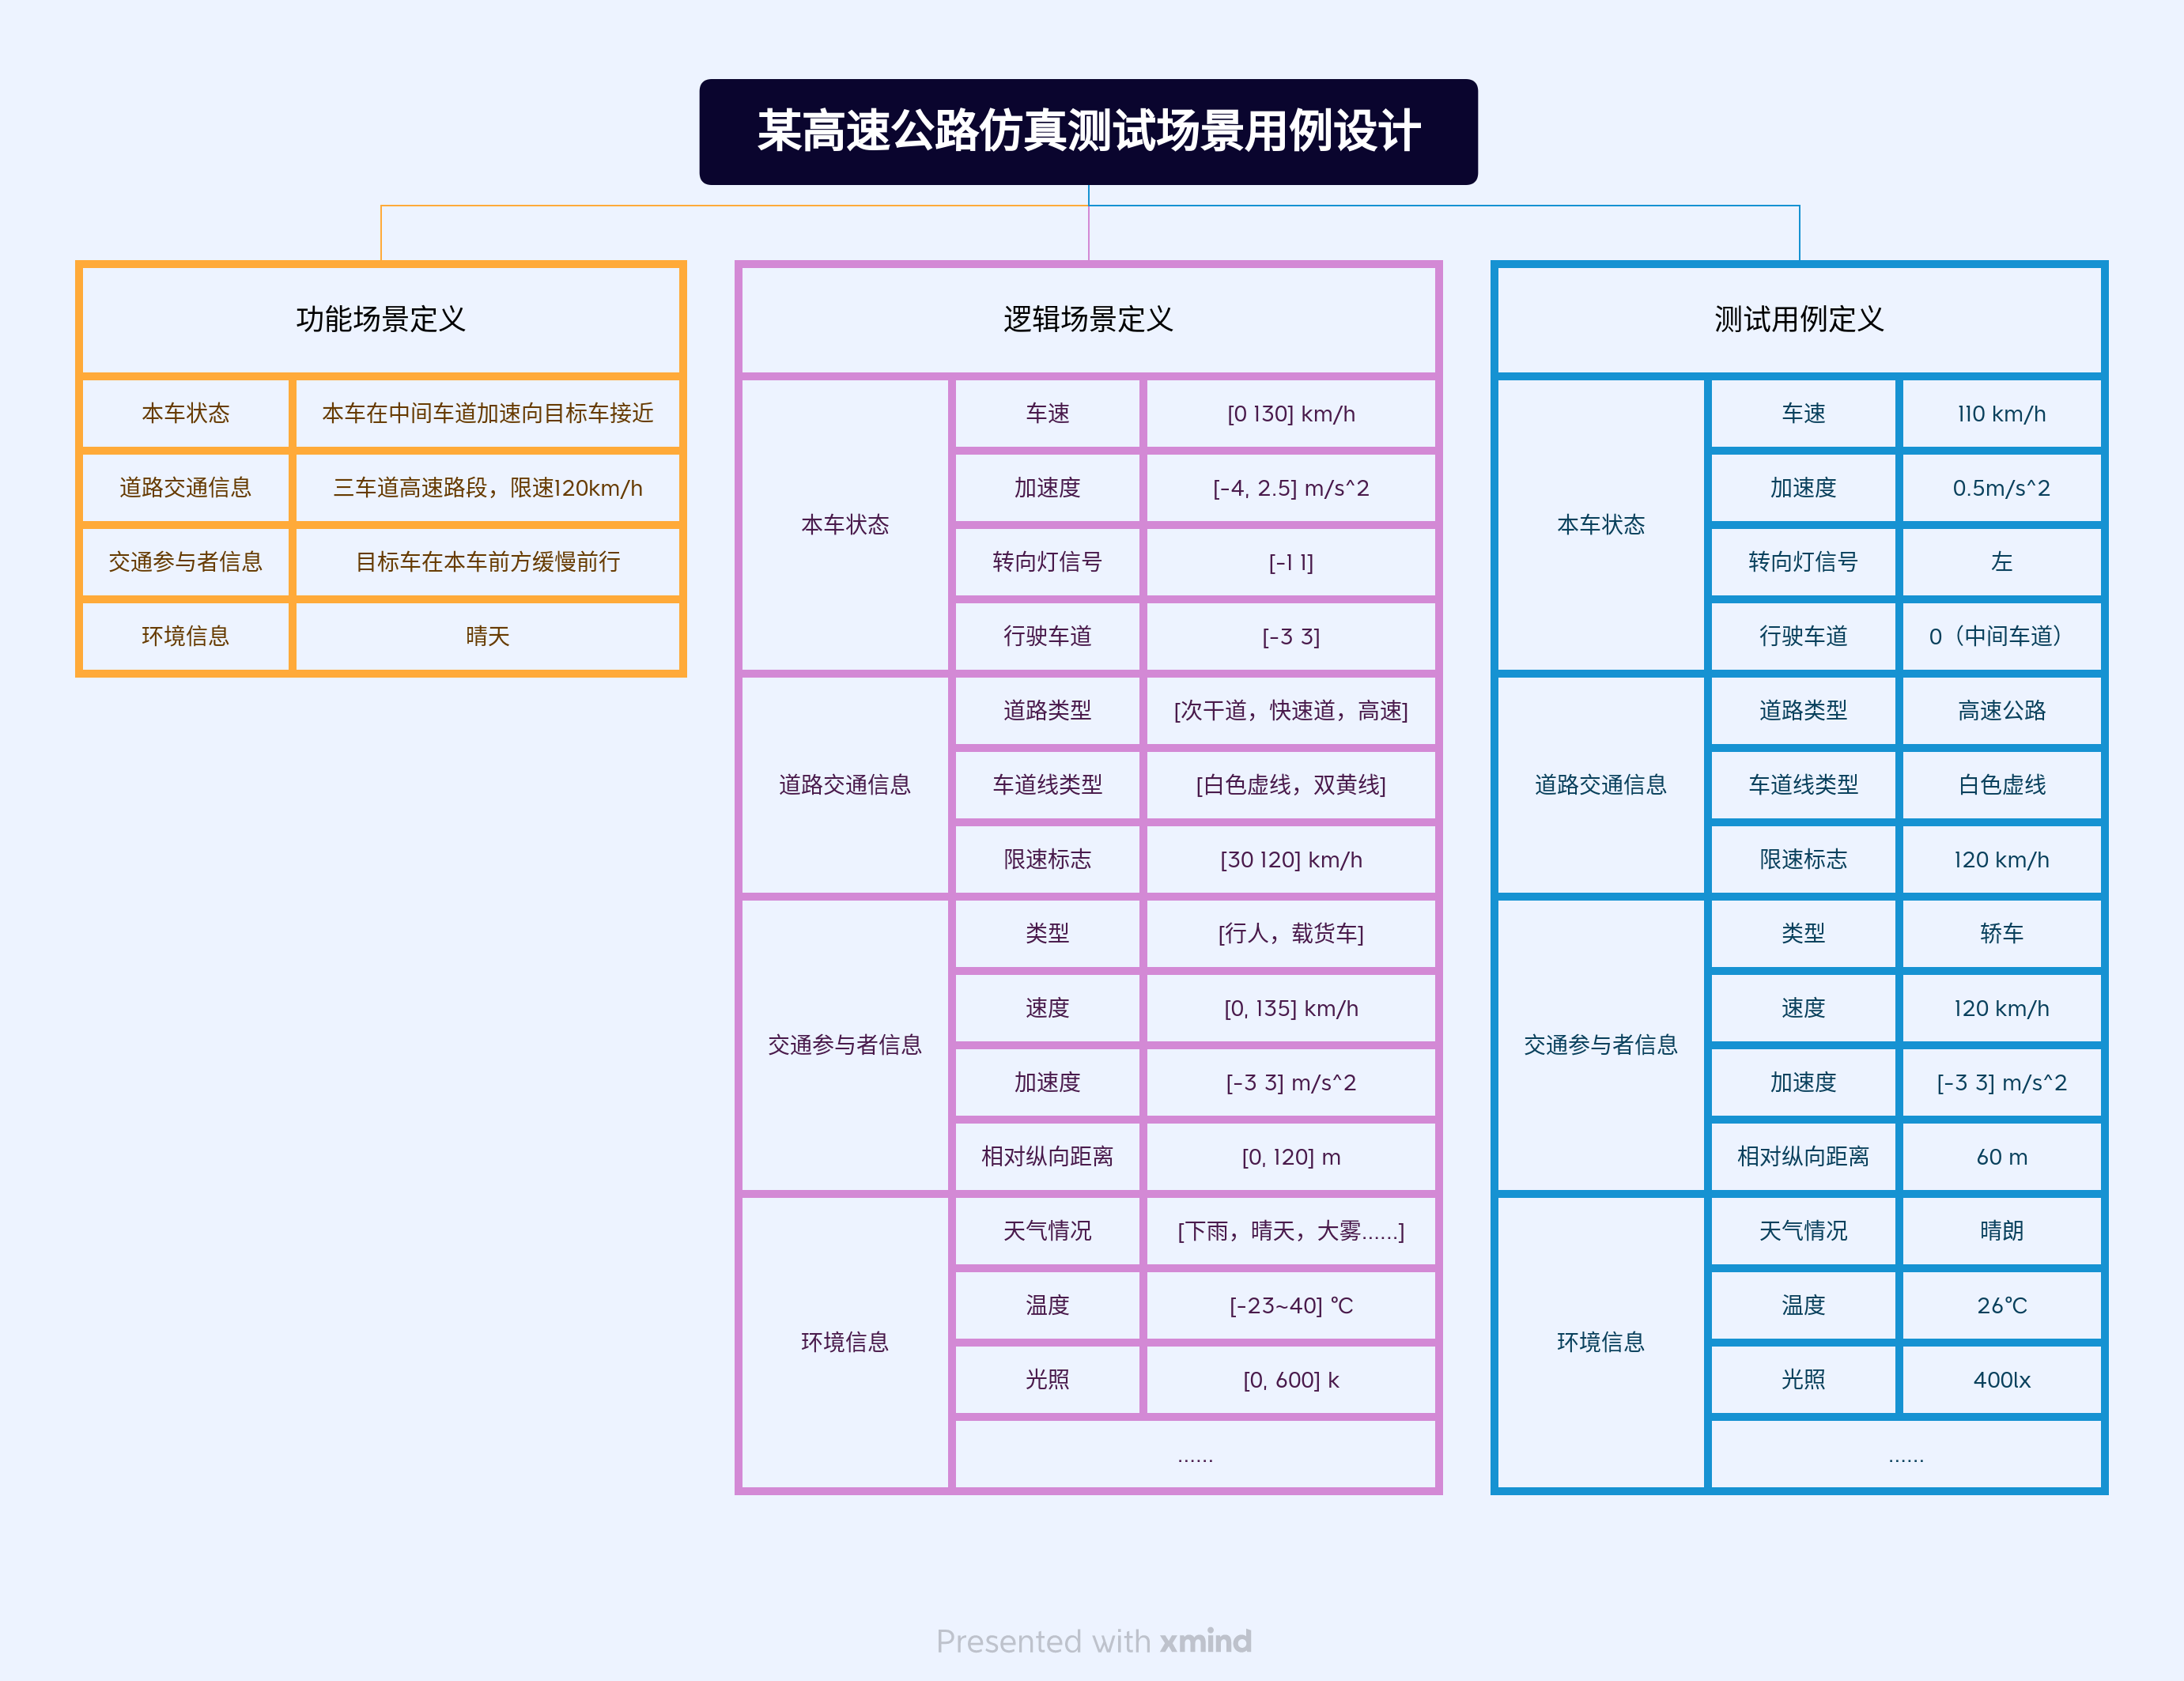 某高速公路仿真测试场景用例设计
功能场景定义
本车状态 本车在中间车道加速向目标车接近
道路交通信息 三车道高速路段，限速120km/h
交通参与者信息 目标车在本车前方缓慢前行
环境信息 晴天
逻辑场景定义
本车状态
车速 [0 130] km/h
加速度 [-4, 2.5] m/s^2
转向灯信号 [-1 1]
行驶车道 [-3 3]
道路交通信息
道路类型 [次干道，快速道，高速]
车道线类型 [白色虚线，双黄线]
限速标志 [30 120] km/h
交通参与者信息
类型 [行人，载货车]
速度 [0, 135] km/h
加速度 [-3 3] m/s^2
相对纵向距离 [0, 120] m
环境信息
天气情况 [下雨，晴天，大雾......]
温度 [-23~40] ℃
光照 [0, 600] k
......
测试用例定义
本车状态
车速 110 km/h
加速度 0.5m/s^2
转向灯信号 左
行驶车道 0（中间车道）
道路交通信息
道路类型 高速公路
车道线类型 白色虚线
限速标志 120 km/h
交通参与者信息
类型 轿车
速度 120 km/h
加速度 [-3 3] m/s^2
相对纵向距离 60 m
环境信息
天气情况 晴朗
温度 26℃
光照 400lx
......
Presented with xmind